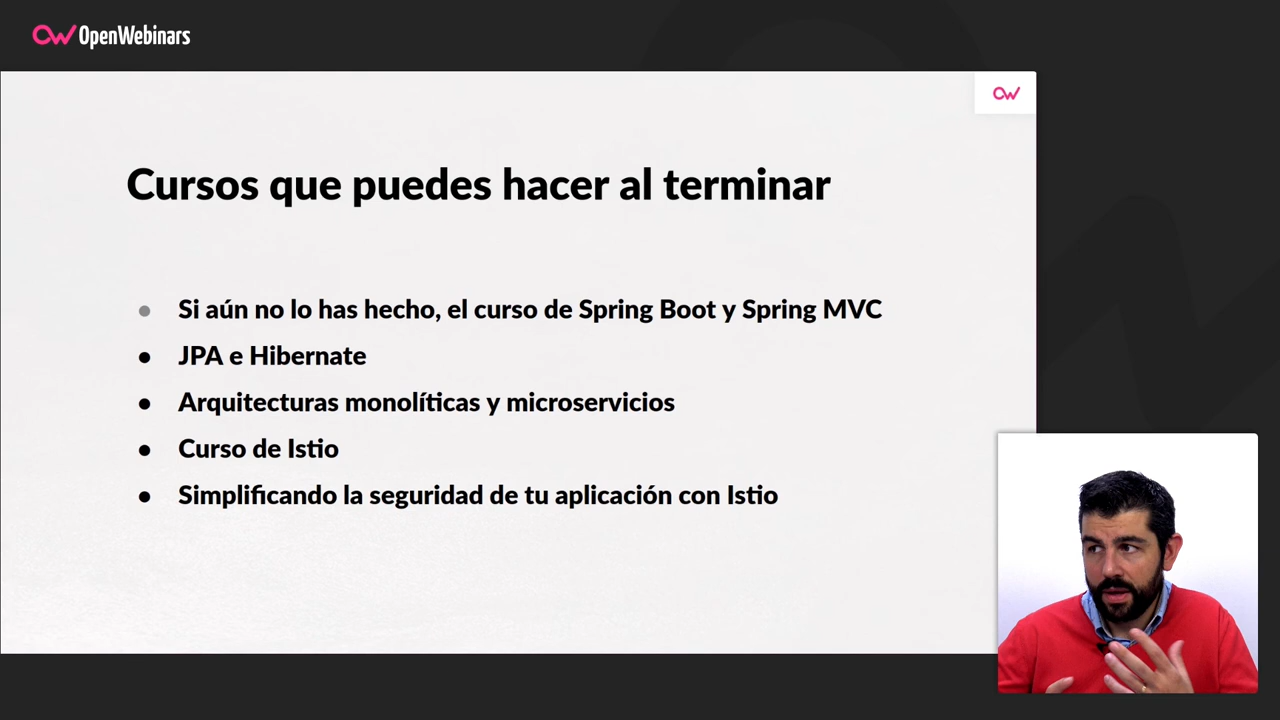 OpenWebinars
Cursos que puedes hacer al terminar
Si aún no lo has hecho, el curso de Spring Boot y Spring MVC
JPA e Hibernate
Arquitecturas monolíticas y microservicios
Curso de Istio
Simplificando la seguridad de tu aplicación con Istio